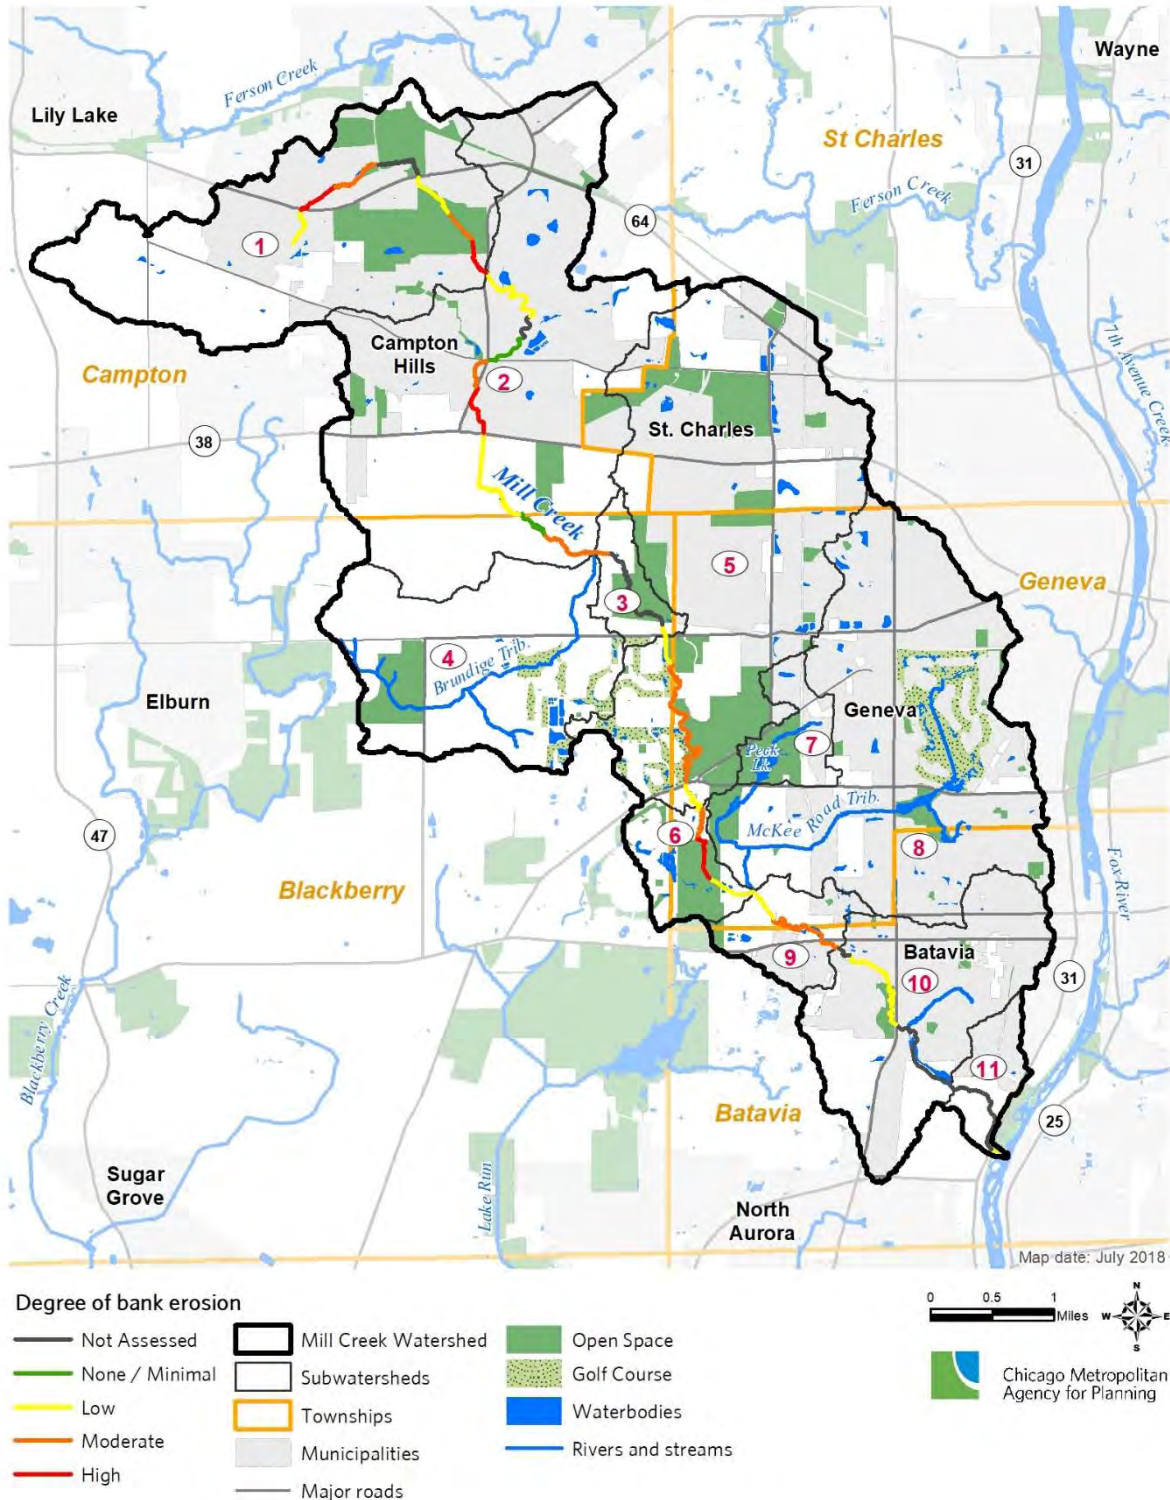 Wayne
Lily Lake
Ferson Creek
St Charles
31
Ferson Creek
64
1
7th Avenue Creek
Campton
Hills
Campton
2
St. Charles
38
Mill Creek
5
Geneva
3
4
Brundige Trib.
Elburn
Geneva
7
Peck
Lk.
McKee Road Trib.
47
6
8
Blackberry
Fox River
Batavia
9
10
31
Blackberry Creek
11
Batavia
25
Sugar
Grove
Lake Run
North
Aurora
Map date: July 2018
Degree of bank erosion
Not Assessed
None / Minimal
Low
Moderate
High
Mill Creek Watershed
Subwatersheds
Townships
Municipalities
Major roads
Open Space
Golf Course
Waterbodies
Rivers and streams
0 0.5 1
Miles
N
W E
S
Chicago Metropolitan
Agency for Planning